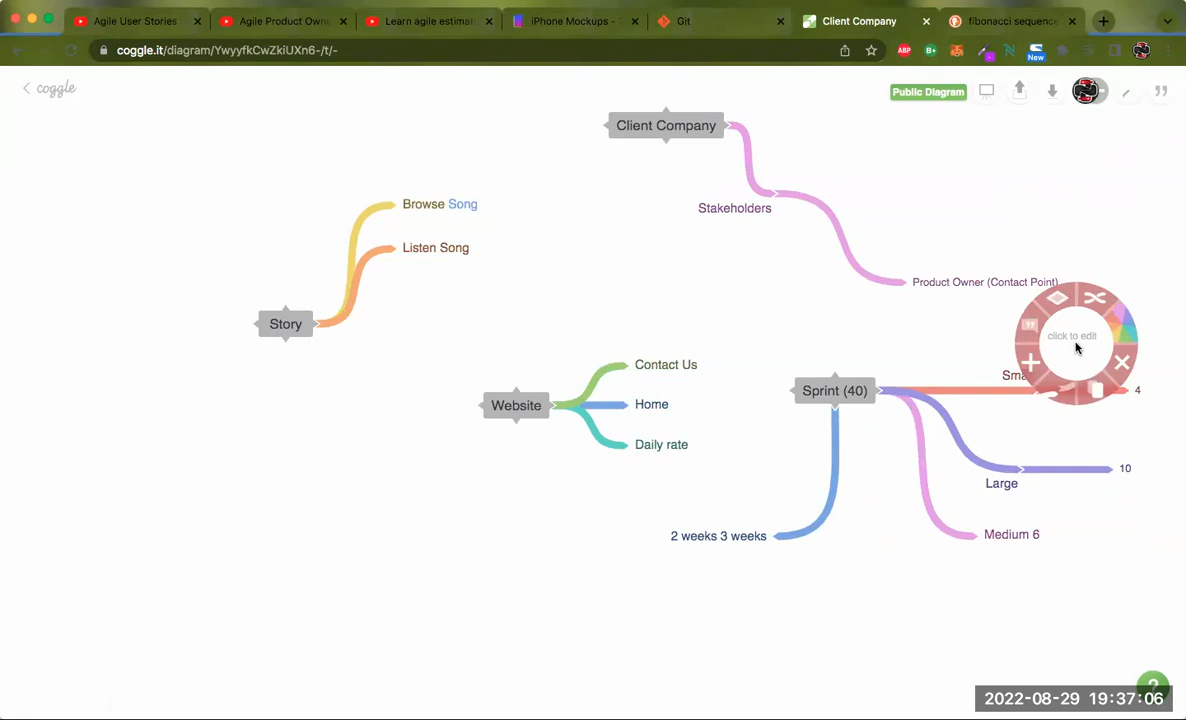 Agile User Stories
Agile Product Own
Learn agile estimat
iPhone Mockups -
Git
Client Company
fibonacci sequence
coggle.it/diagram/YwyyfkCwZkiUXn6-/t/-
ABP
B+
New
coggle
Public Diagram
Client Company
Browse Song
Stakeholders
Listen Song
Product Owner (Contact Point)
Story
click to edit
Contact Us
Sma
Sprint (40)
4
Website
Home
Daily rate
10
Large
2 weeks 3 weeks
Medium 6
?
2022-08-29 19:37:06